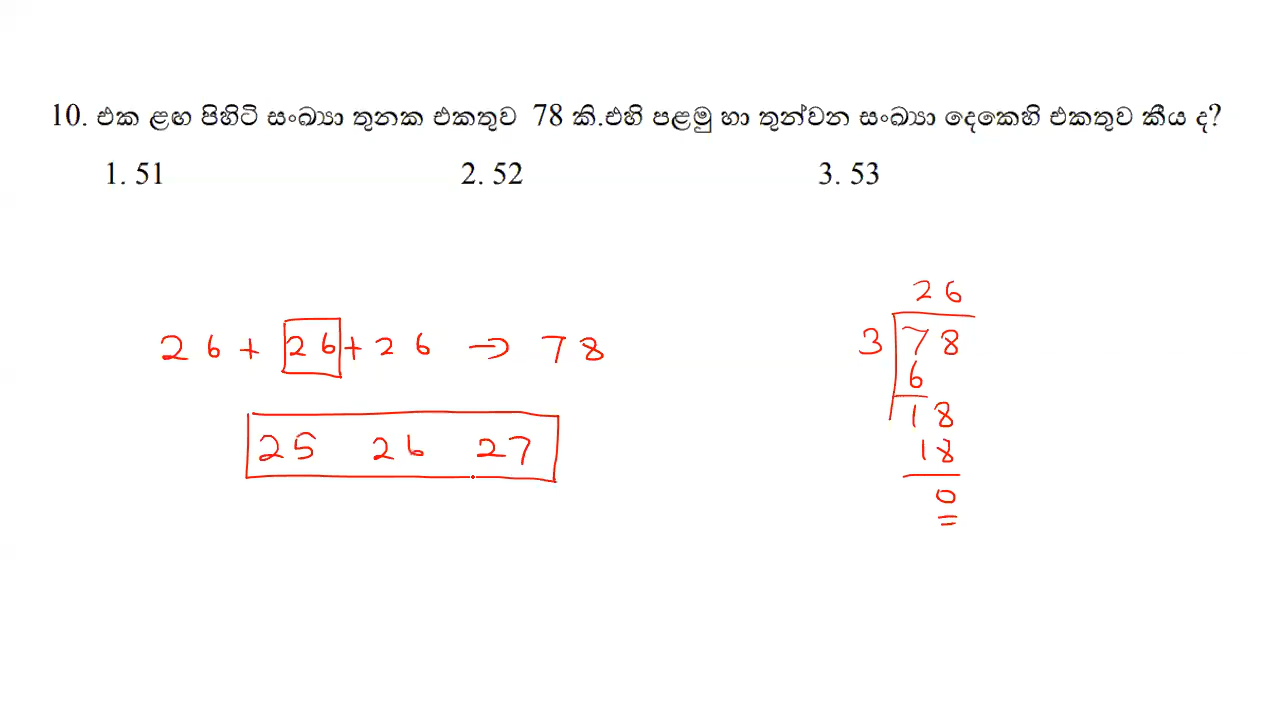 10. එක ළඟ පිහිටි සංඛ්‍යා තුනක එකතුව 78 කි.එහි පළමු හා තුන්වන සංඛ්‍යා දෙකෙහි එකතුව කීය ද?
1. 51 2. 52 3. 53
26 + 26 + 26 → 78
25 26 27
26
3 78
6
18
18
0